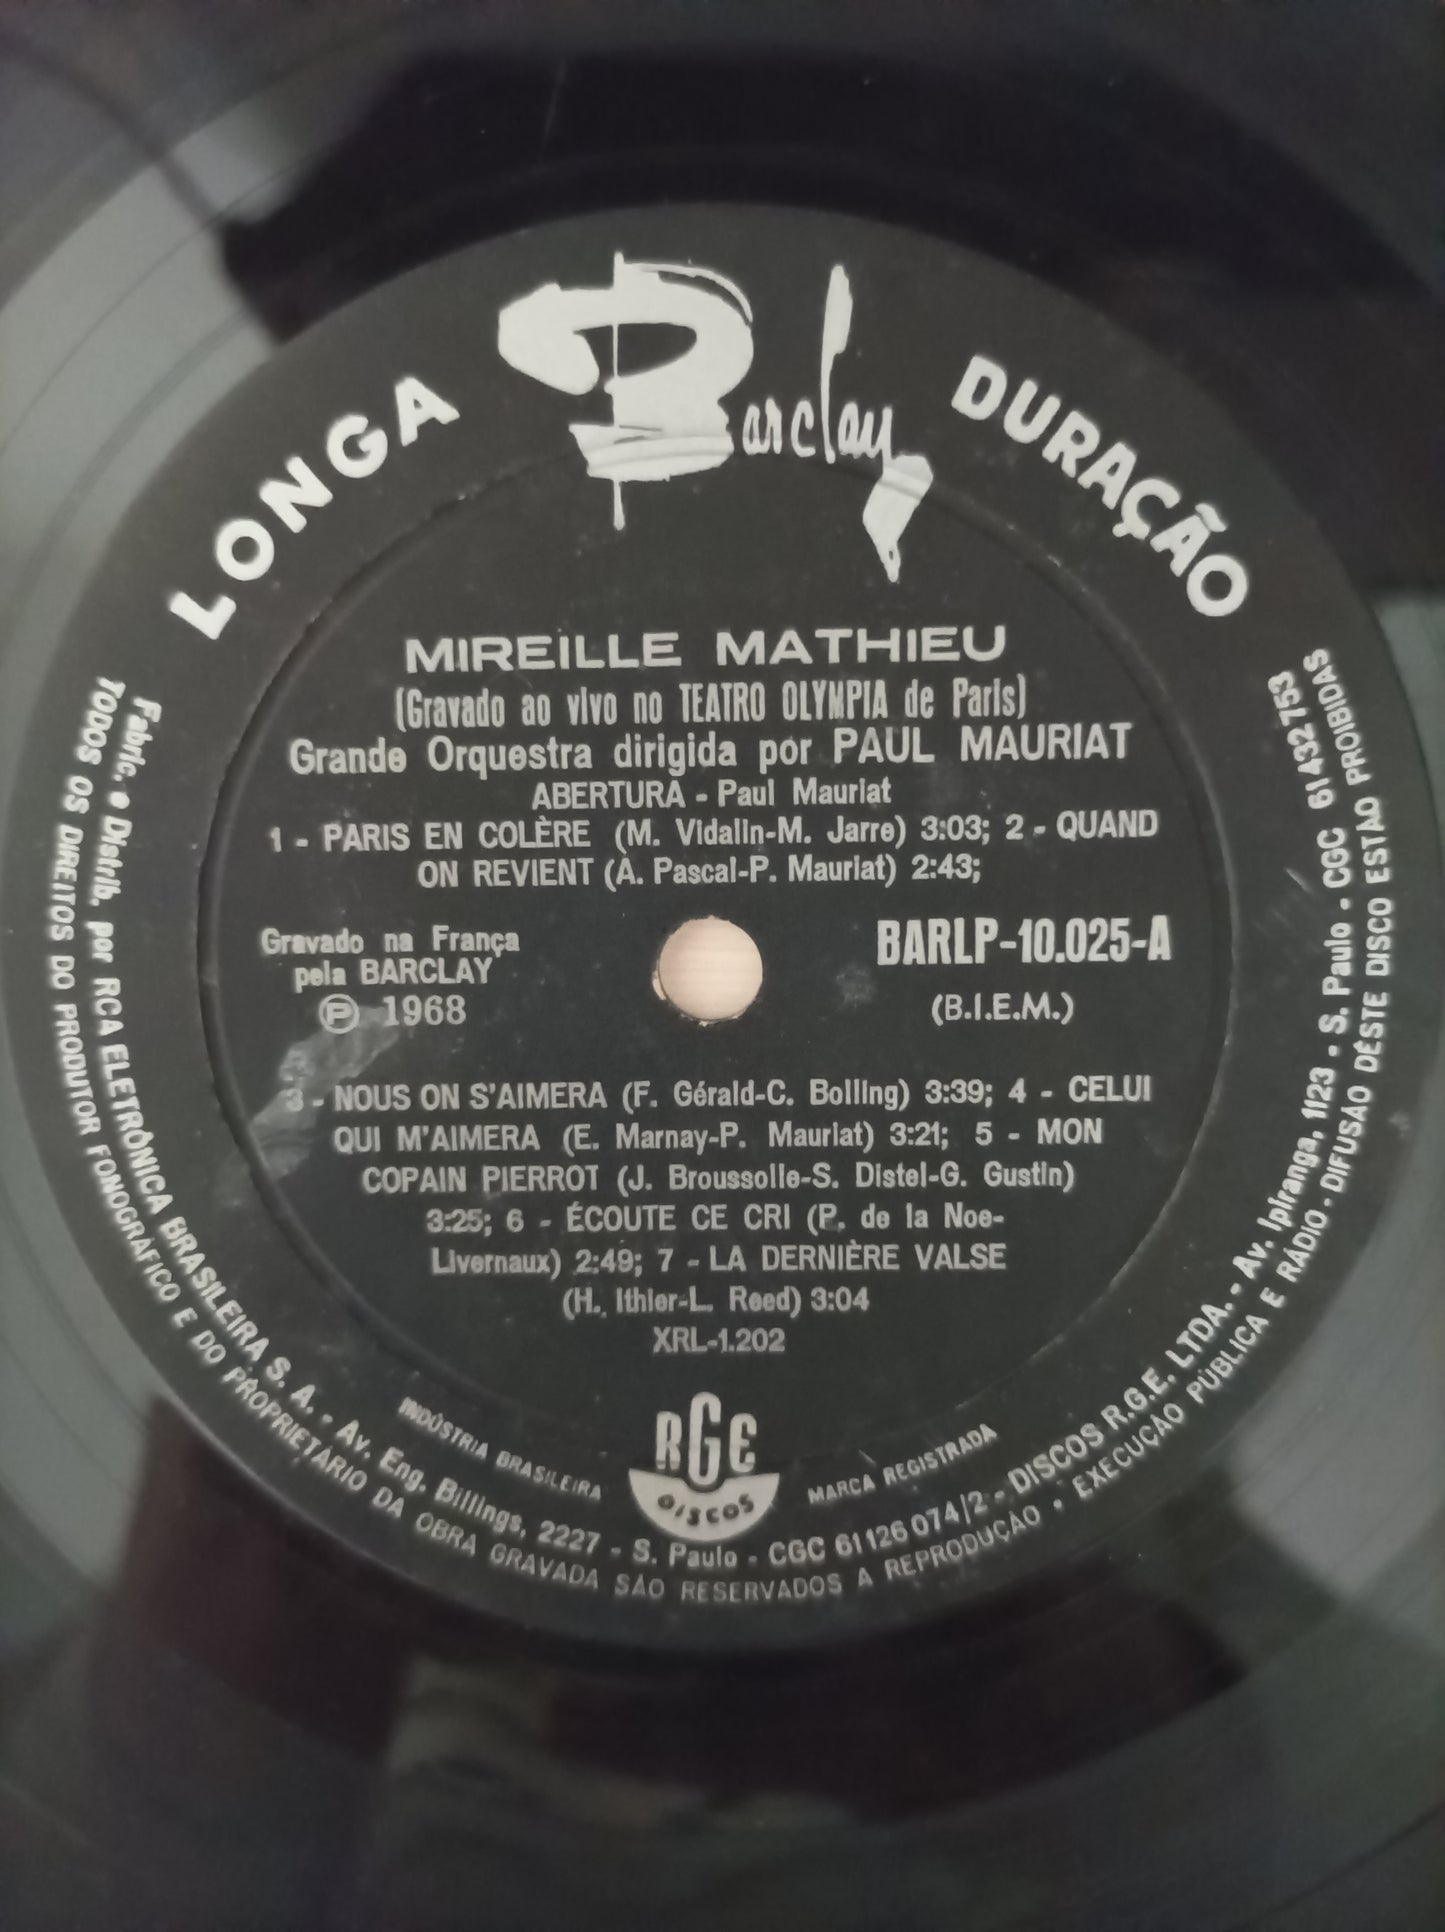 LONGA Barclay DURAÇÃO
MIREILLE MATHIEU
(Gravado ao vivo no TEATRO OLYMPIA de Paris)
Grande Orquestra dirigida por PAUL MAURIAT
ABERTURA - Paul Mauriat
1 - PARIS EN COLÈRE (M. Vidalin-M. Jarre) 3:03; 2 - QUAND
ON REVIENT (A. Pascal-P. Mauriat) 2:43;
Gravado na França
pela BARCLAY
Ⓟ 1968
BARLP-10.025-A
(B.I.E.M.)
3 - NOUS ON S'AIMERA (F. Gérald-C. Bolling) 3:39; 4 - CELUI
QUI M'AIMERA (E. Marnay-P. Mauriat) 3:21; 5 - MON
COPAIN PIERROT (J. Broussolle-S. Distel-G. Gustin)
3:25; 6 - ÉCOUTE CE CRI (P. de la Noe-
Livernaux) 2:49; 7 - LA DERNIÈRE VALSE
(H. Ithier-L. Reed) 3:04
XRL-1.202
RGE
DISCOS
INDÚSTRIA BRASILEIRA MARCA REGISTRADA
Fabric. e Distrib. por RCA ELETRÔNICA BRASILEIRA S. A. - Av. Eng. Billings, 2227 - S. Paulo - CGC 61126074/2 - DISCOS R.G.E. LTDA. - Av. Ipiranga, 1123 - S. Paulo - CGC 61432753
TODOS OS DIREITOS DO PRODUTOR FONOGRÁFICO E DO PROPRIETÁRIO DA OBRA GRAVADA SÃO RESERVADOS A REPRODUÇÃO • EXECUÇÃO PÚBLICA E RÁDIO - DIFUSÃO DÊSTE DISCO ESTÃO PROIBIDAS